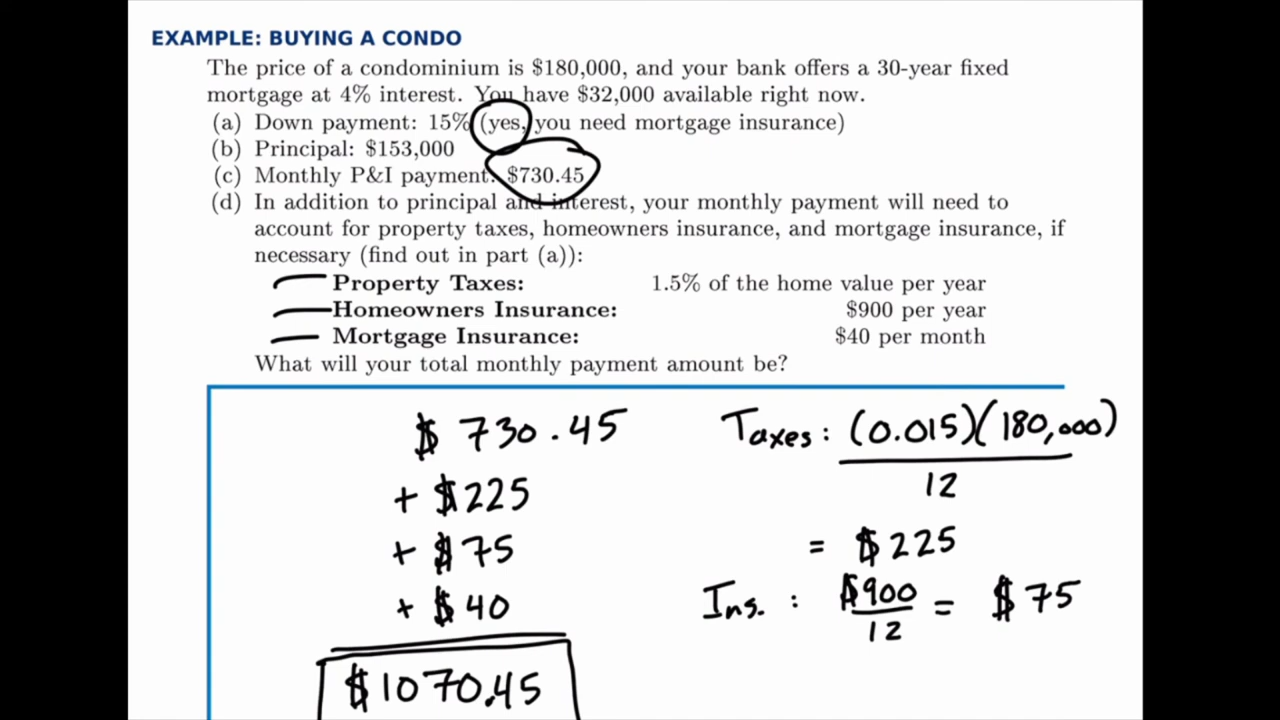 EXAMPLE: BUYING A CONDO
The price of a condominium is $180,000, and your bank offers a 30-year fixed
mortgage at 4% interest. You have $32,000 available right now.
(a) Down payment: 15% (yes, you need mortgage insurance)
(b) Principal: $153,000
(c) Monthly P&I payment: $730.45
(d) In addition to principal and interest, your monthly payment will need to
account for property taxes, homeowners insurance, and mortgage insurance, if
necessary (find out in part (a)):
Property Taxes: 1.5% of the home value per year
Homeowners Insurance: $900 per year
Mortgage Insurance: $40 per month
What will your total monthly payment amount be?
$730.45
+ $225
+ $75
+ $40
$1070.45
Taxes: (0.015)(180,000)
12
= $225
Ins.: $900 = $75
12